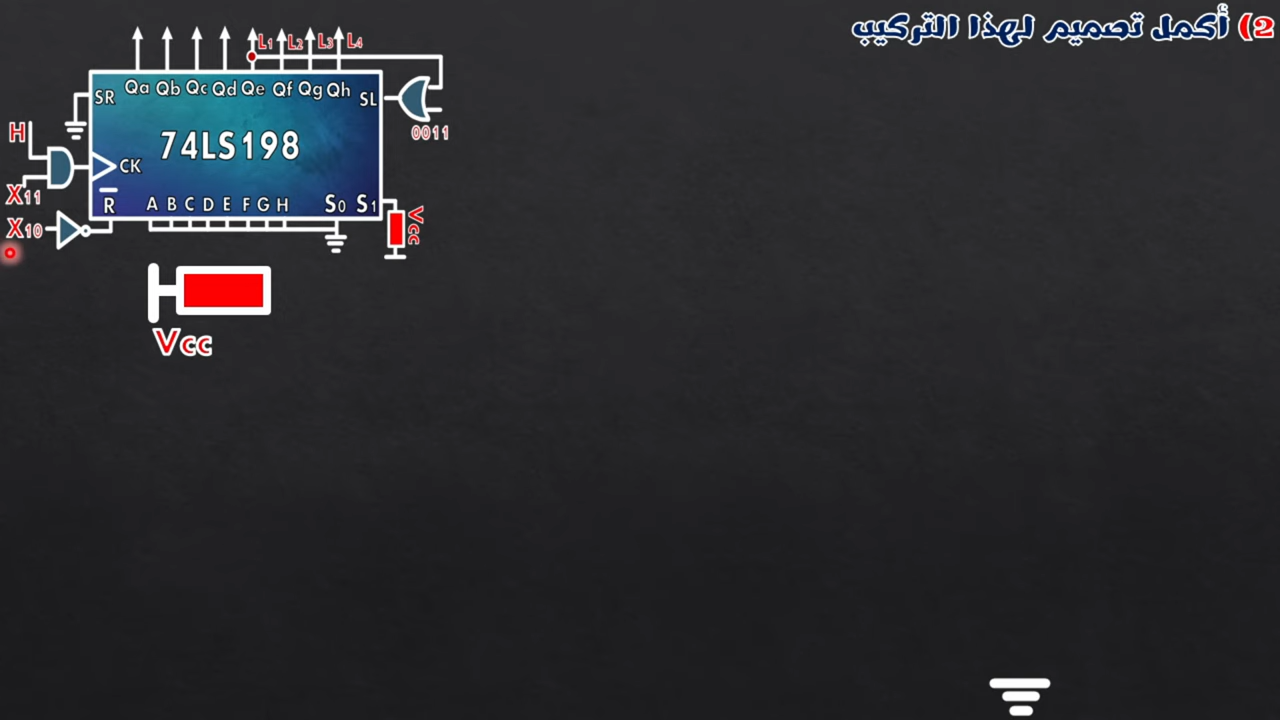 2) أكمل تصميم لهذا التركيب
L1 L2 L3 L4
SR Qa Qb Qc Qd Qe Qf Qg Qh SL
0011
H
74LS198
CK
X11
R A B C D E F G H S0 S1
Vcc
X10
Vcc